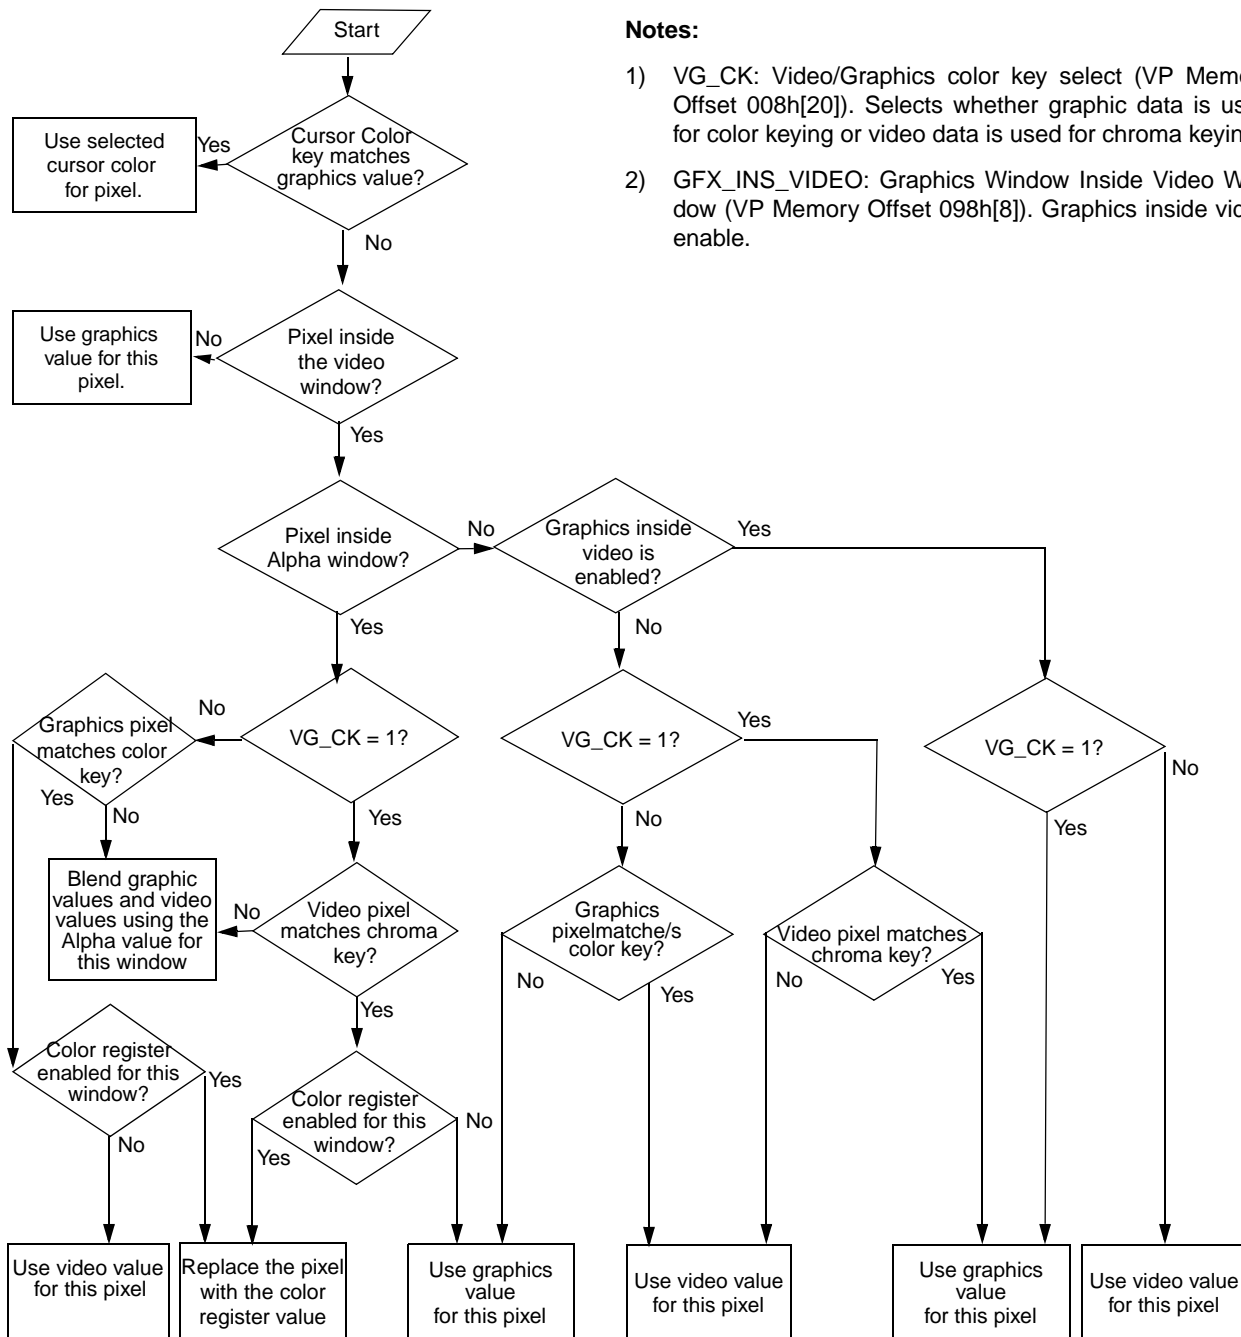 Start
Notes:
1) VG_CK: Video/Graphics color key select (VP Memo
Offset 008h[20]). Selects whether graphic data is us
for color keying or video data is used for chroma keyin
2) GFX_INS_VIDEO: Graphics Window Inside Video W
dow (VP Memory Offset 098h[8]). Graphics inside vid
enable.
Cursor Color
key matches
graphics value?
Yes
Use selected
cursor color
for pixel.
No
Pixel inside
the video
window?
No
Use graphics
value for this
pixel.
Yes
Pixel inside
Alpha window?
No
Graphics inside
video is
enabled?
Yes
Yes
No
Graphics pixel
matches color
key?
No
VG_CK = 1?
VG_CK = 1?
Yes
VG_CK = 1?
No
Yes
No
Yes
No
Yes
Blend graphic
values and video
values using the
Alpha value for
this window
No
Video pixel
matches chroma
key?
Graphics
pixelmatche/s
color key?
Video pixel matches
chroma key?
No
Yes
No
Yes
Yes
Color register
enabled for this
window?
Yes
No
Color register
enabled for this
window?
No
Yes
Use video value
for this pixel
Replace the pixel
with the color
register value
Use graphics
value
for this pixel
Use video value
for this pixel
Use graphics
value
for this pixel
Use video value
for this pixel